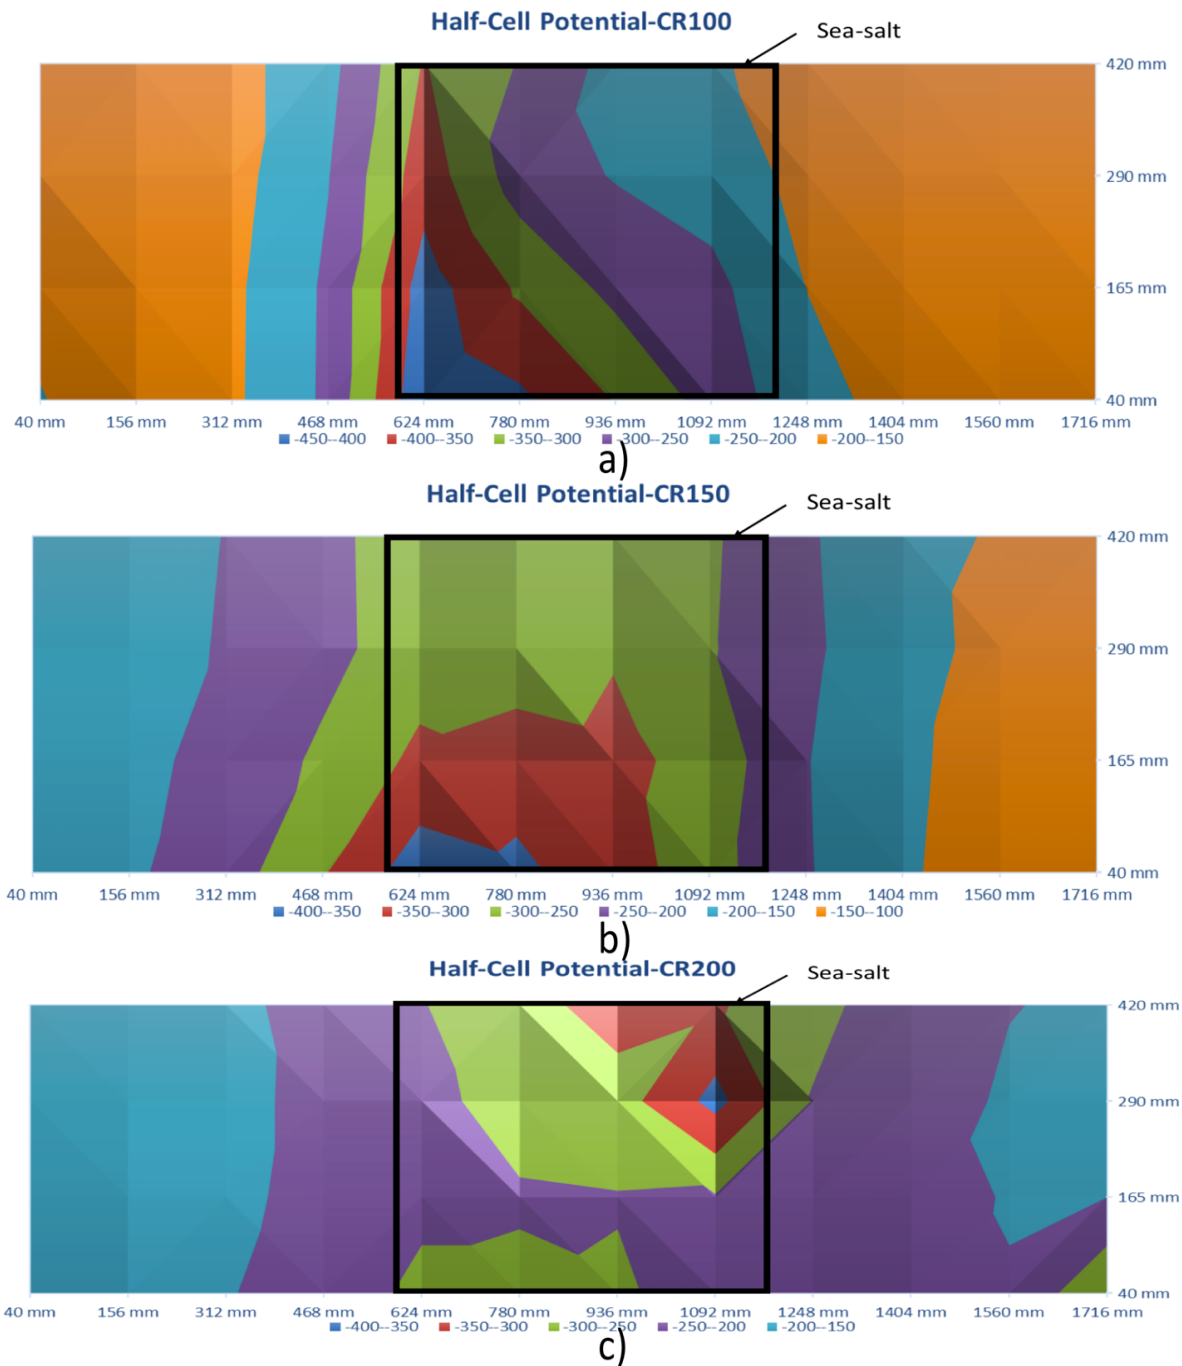 Half-Cell Potential-CR100
Sea-salt
420 mm
290 mm
165 mm
40 mm
40 mm 156 mm 312 mm 468 mm 624 mm 780 mm 936 mm 1092 mm 1248 mm 1404 mm 1560 mm 1716 mm
-450--400 -400--350 -350--300 -300--250 -250--200 -200--150
a)
Half-Cell Potential-CR150
Sea-salt
420 mm
290 mm
165 mm
40 mm
40 mm 156 mm 312 mm 468 mm 624 mm 780 mm 936 mm 1092 mm 1248 mm 1404 mm 1560 mm 1716 mm
-400--350 -350--300 -300--250 -250--200 -200--150 -150--100
b)
Half-Cell Potential-CR200
Sea-salt
420 mm
290 mm
165 mm
40 mm
40 mm 156 mm 312 mm 468 mm 624 mm 780 mm 936 mm 1092 mm 1248 mm 1404 mm 1560 mm 1716 mm
-400--350 -350--300 -300--250 -250--200 -200--150
c)